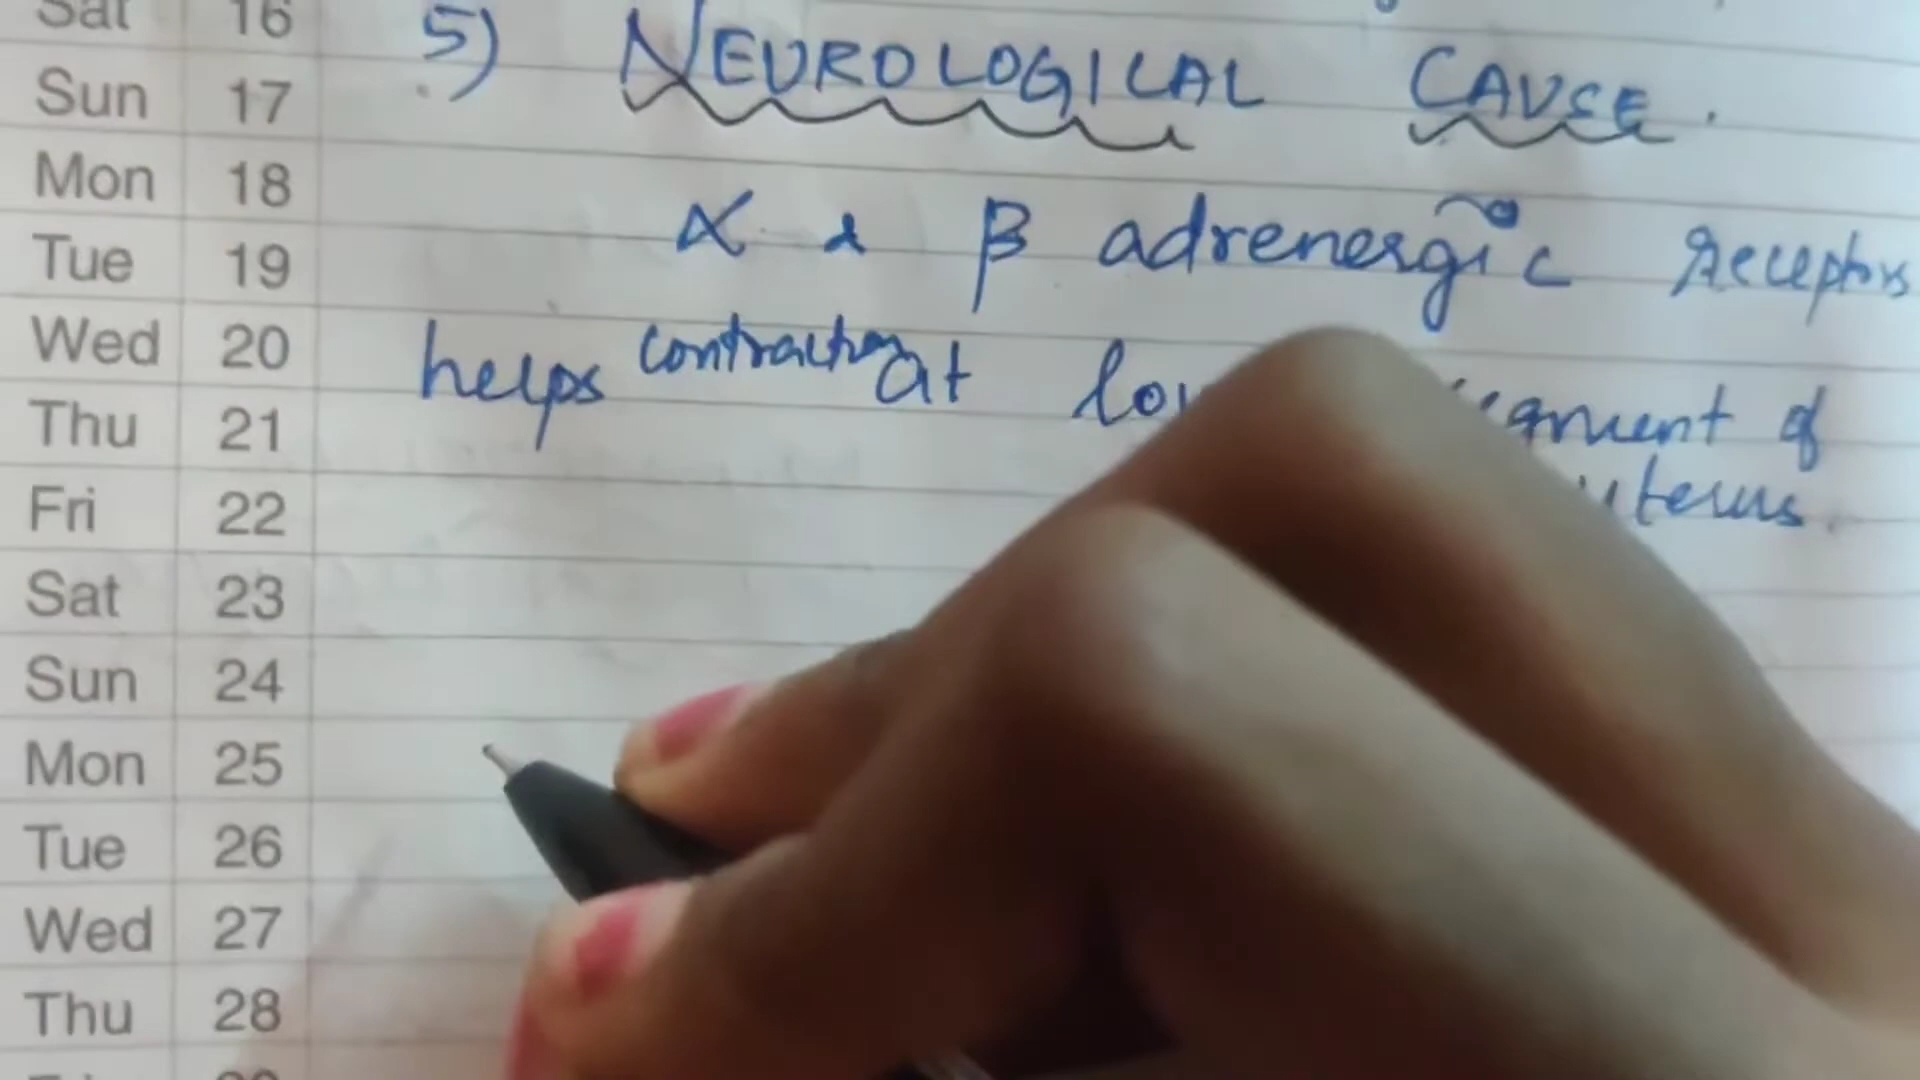 Sat 16
5) NEUROLOGICAL CAUSE.
Sun 17
Mon 18
α & β adrenergic receptors
Tue 19
helps contraction at of
Wed 20
Thu 21
Fri 22
Sat 23
Sun 24
Mon 25
Tue 26
Wed 27
Thu 28